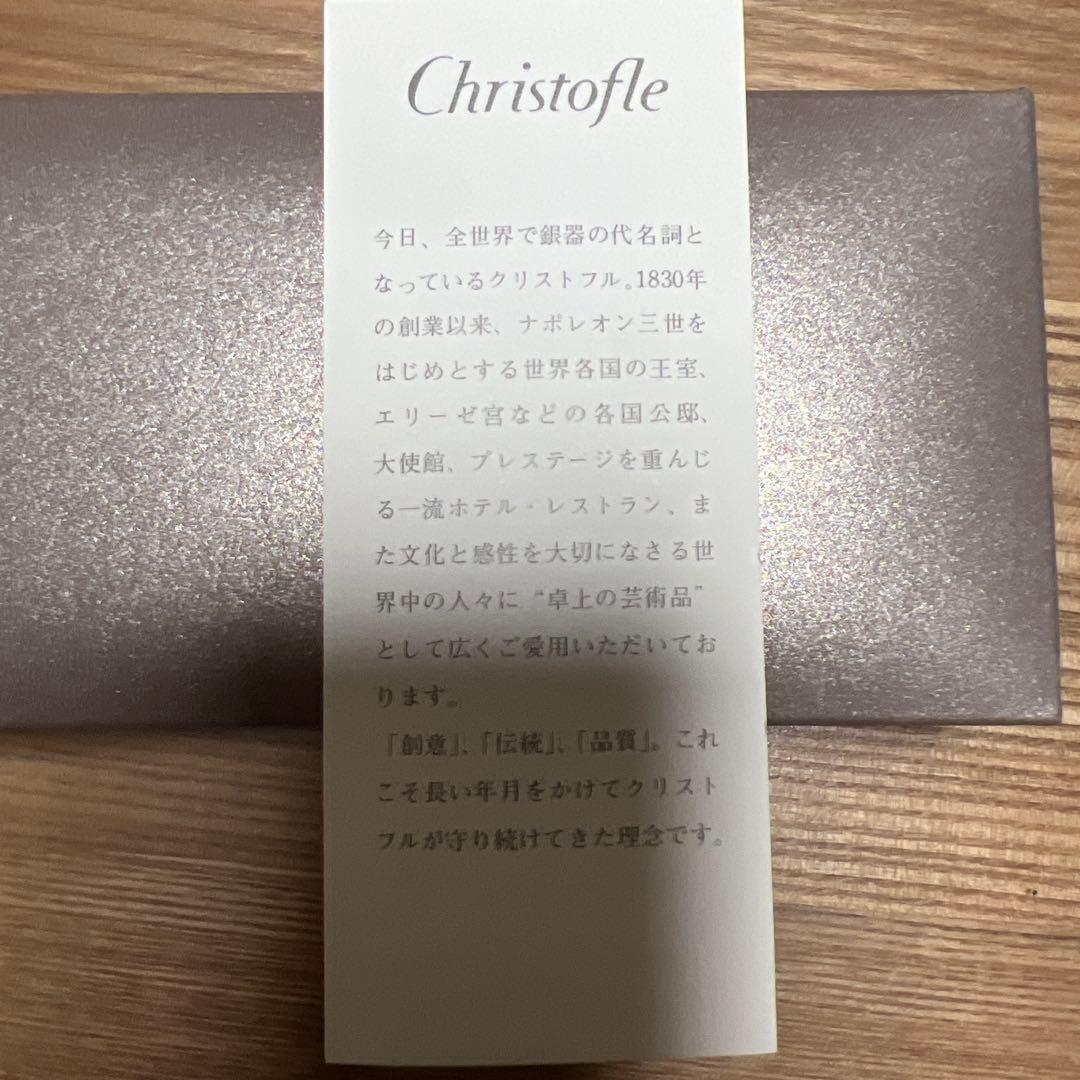 Christofle
今日、全世界で銀器の代名詞と
なっているクリストフル。1830年
の創業以来、ナポレオン三世を
はじめとする世界各国の王室、
エリーゼ宮などの各国公邸、
大使館、プレステージを重んじ
る一流ホテル・レストラン、ま
た文化と感性を大切になさる世
界中の人々に“卓上の芸術品”
として広くご愛用いただいてお
ります。
「創意」、「伝統」、「品質」。これ
こそ長い年月をかけてクリスト
フルが守り続けてきた理念です。